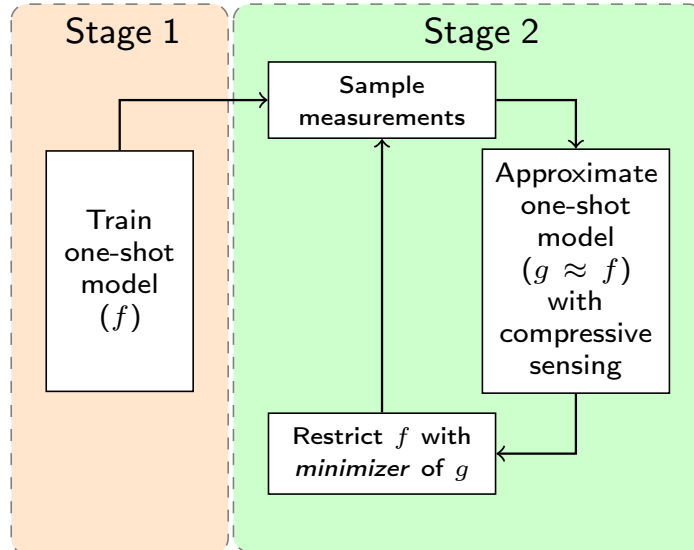 Stage 1
Stage 2
Train
one-shot
model
(f)
Sample
measurements
Approximate
one-shot
model
(g ≈ f)
with
compressive
sensing
Restrict f with
minimizer of g